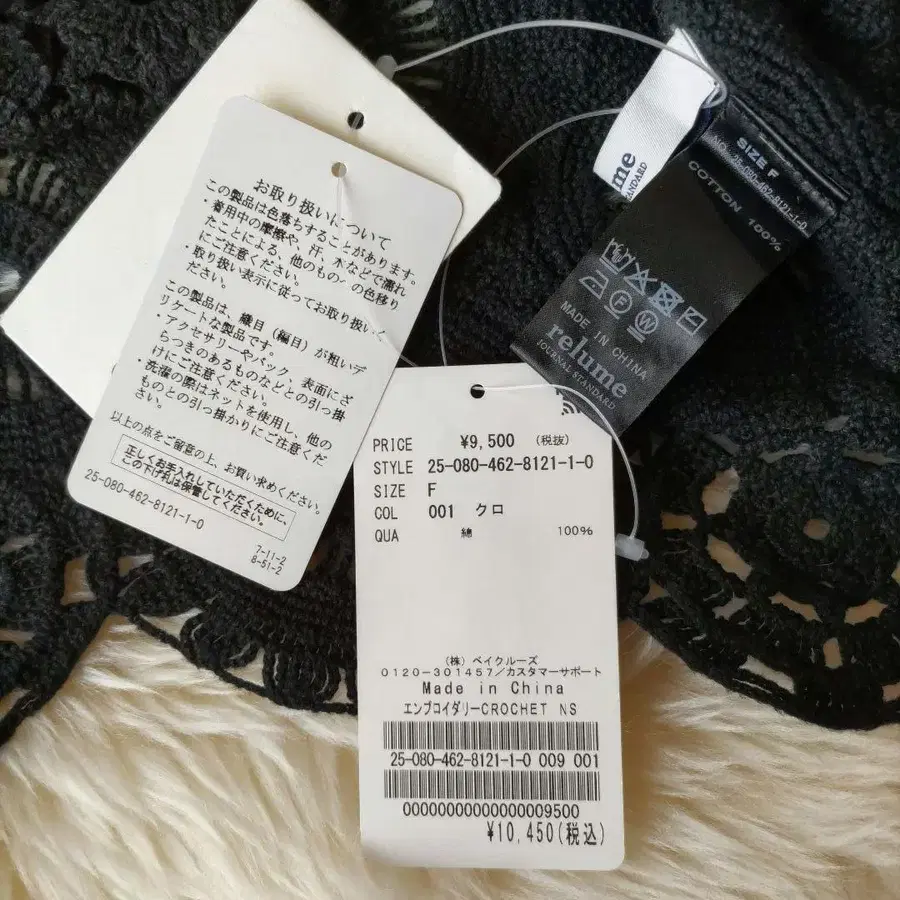 お取り扱いについて
この製品は色落ちすることがあります。
・着用中の摩擦や、汗、水などで濡れ
たことによる、他のものへの色移り
にご注意ください。
取り扱い表示に従ってお取り扱い
ださい。
この製品は、織目（編目）が粗いデ
リケートな製品です。
・アクセサリーやバック、表面にざ
らつきのあるものなどとの引っ掛
けにご注意ください。
・洗濯の際はネットを使用し、他の
ものとの引っ掛かりにご注意くだ
さい。
以上の点をご留意の上、お買い求めください。
正しくお手入れしていただくために、
この下げ札は保管してください。
25-080-462-8121-1-0
7-11-2
8-51-2
PRICE ¥9,500 (税抜)
STYLE 25-080-462-8121-1-0
SIZE F
COL 001 クロ
QUA 綿 100%
(株) ベイクルーズ
0120-301457/カスタマーサポート
Made in China
エンブロイダリーCROCHET NS
25-080-462-8121-1-0 009 001
00000000000000009500
¥10,450(税込)
SIZE F
NO. 25-080-462-8121-1-0
COTTON 100%
MADE IN CHINA
relume
JOURNAL STANDARD
ume
STANDARD